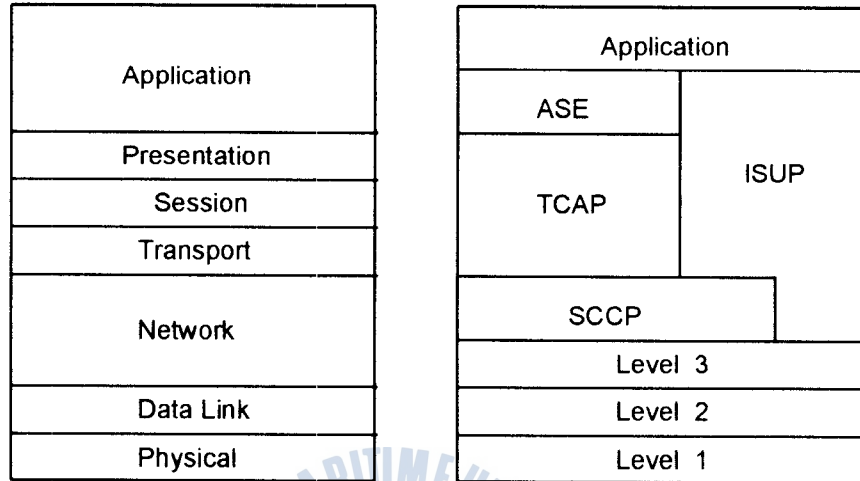 Application
Presentation
Session
Transport
Network
Data Link
Physical
Application
ASE
TCAP
ISUP
SCCP
Level 3
Level 2
Level 1